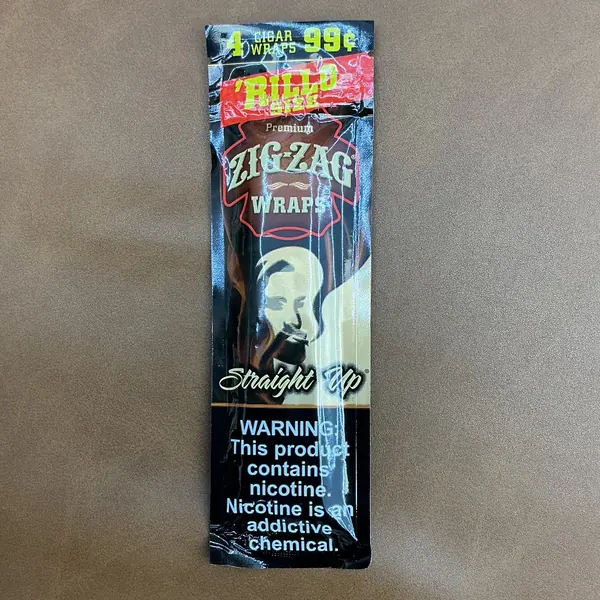 4 CIGAR WRAPS 99¢
'RILLO
SIZE
Premium
ZIG-ZAG®
WRAPS
Straight Up®
WARNING:
This product
contains
nicotine.
Nicotine is an
addictive
chemical.